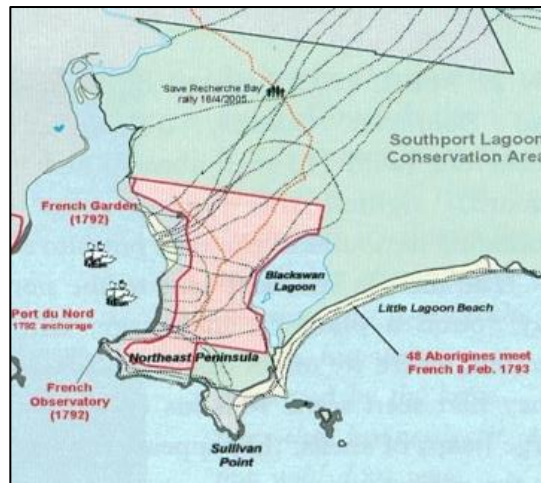 'Save Recherche Bay'
rally 16/4/2005
Southport Lagoon
Conservation Area
French Garden
(1792)
Blackswan
Lagoon
Little Lagoon Beach
Port du Nord
1792 anchorage
Northeast Peninsula
48 Aborigines meet
French 8 Feb. 1793
French
Observatory
(1792)
Sullivan
Point